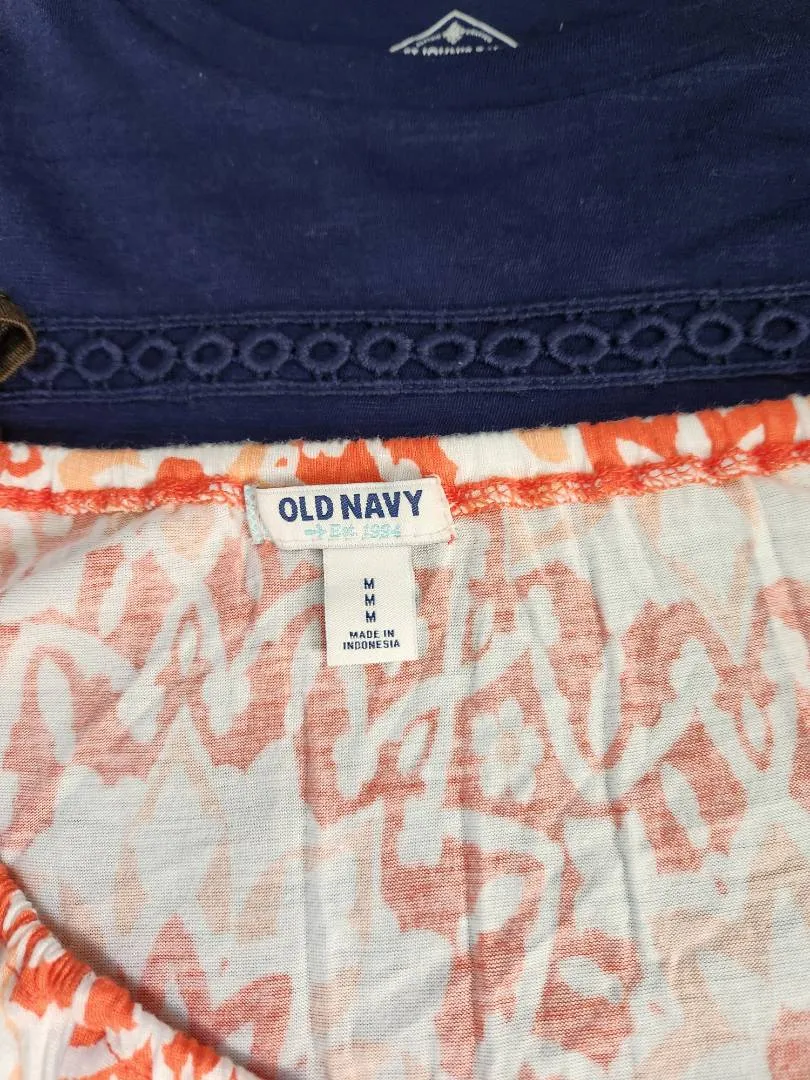 OLD NAVY
Est. 1994
M
M
M
MADE IN
INDONESIA